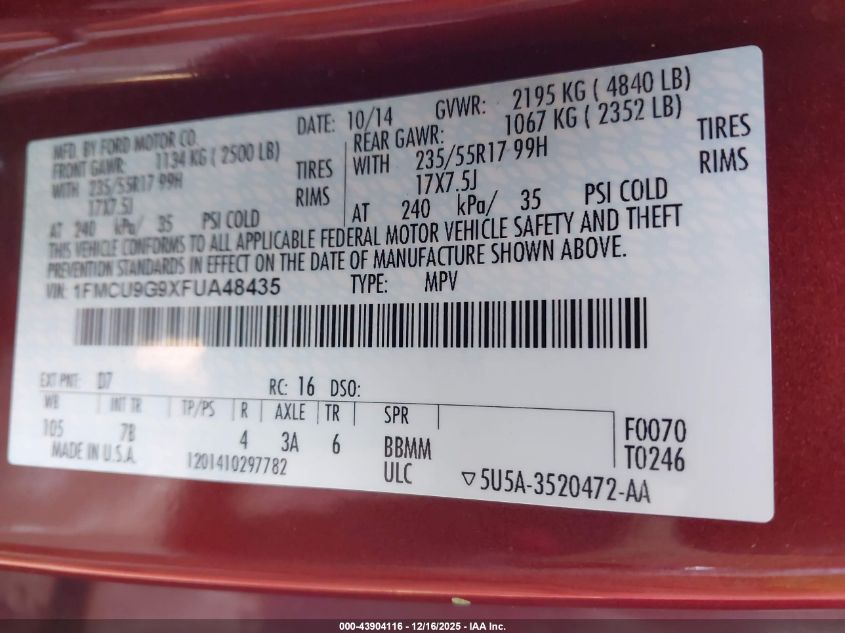 MFD. BY FORD MOTOR CO. DATE: 10/14 GVWR: 2195 KG ( 4840 LB)
FRONT GAWR: 1134 KG ( 2500 LB) REAR GAWR: 1067 KG ( 2352 LB)
WITH 235/55R17 99H TIRES WITH 235/55R17 99H TIRES
17X7.5J RIMS 17X7.5J RIMS
AT 240 kPa/ 35 PSI COLD AT 240 kPa/ 35 PSI COLD
THIS VEHICLE CONFORMS TO ALL APPLICABLE FEDERAL MOTOR VEHICLE SAFETY AND THEFT
PREVENTION STANDARDS IN EFFECT ON THE DATE OF MANUFACTURE SHOWN ABOVE.
VIN: 1FMCU9G9XFUA48435 TYPE: MPV
EXT PNT: D7 RC: 16 DSO:
WB INT TR TP/PS R AXLE TR SPR
105 7B 4 3A 6 BBMM F0070
MADE IN U.S.A. 1201410297782 ULC T0246
▽5U5A-3520472-AA
000-43904116 - 12/16/2025 - IAA Inc.